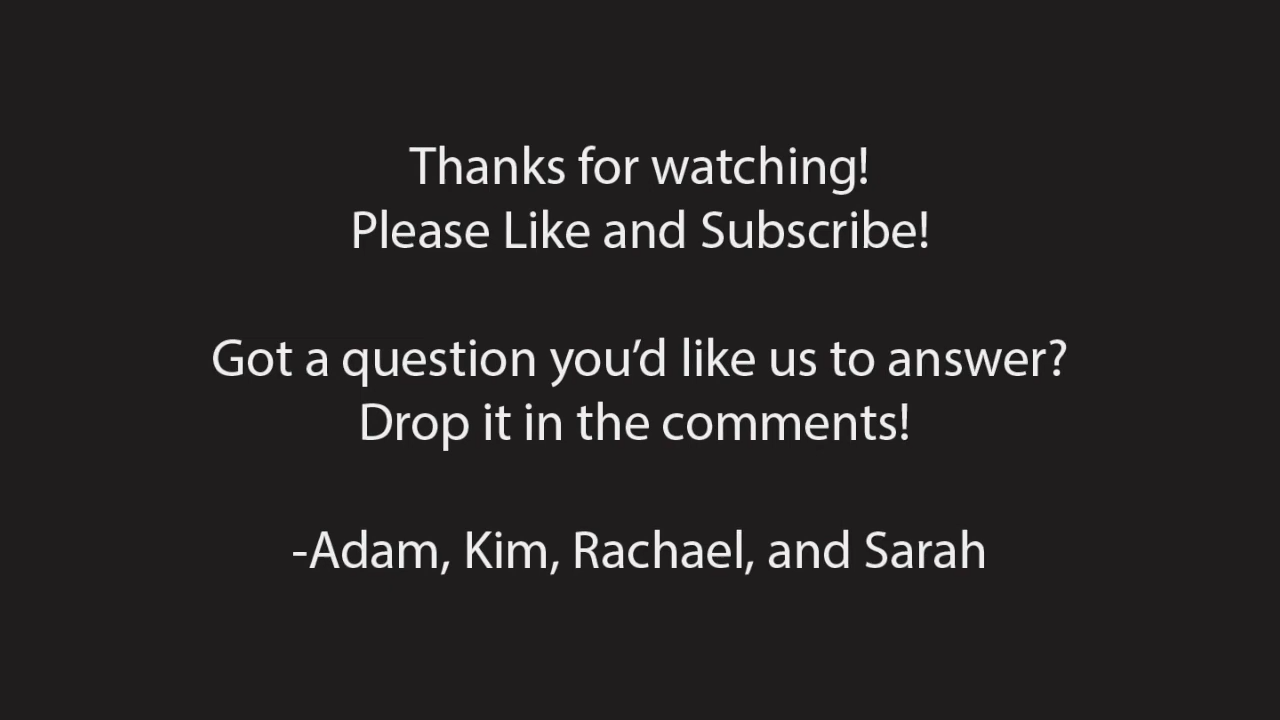 Thanks for watching!
Please Like and Subscribe!
Got a question you’d like us to answer?
Drop it in the comments!
-Adam, Kim, Rachael, and Sarah